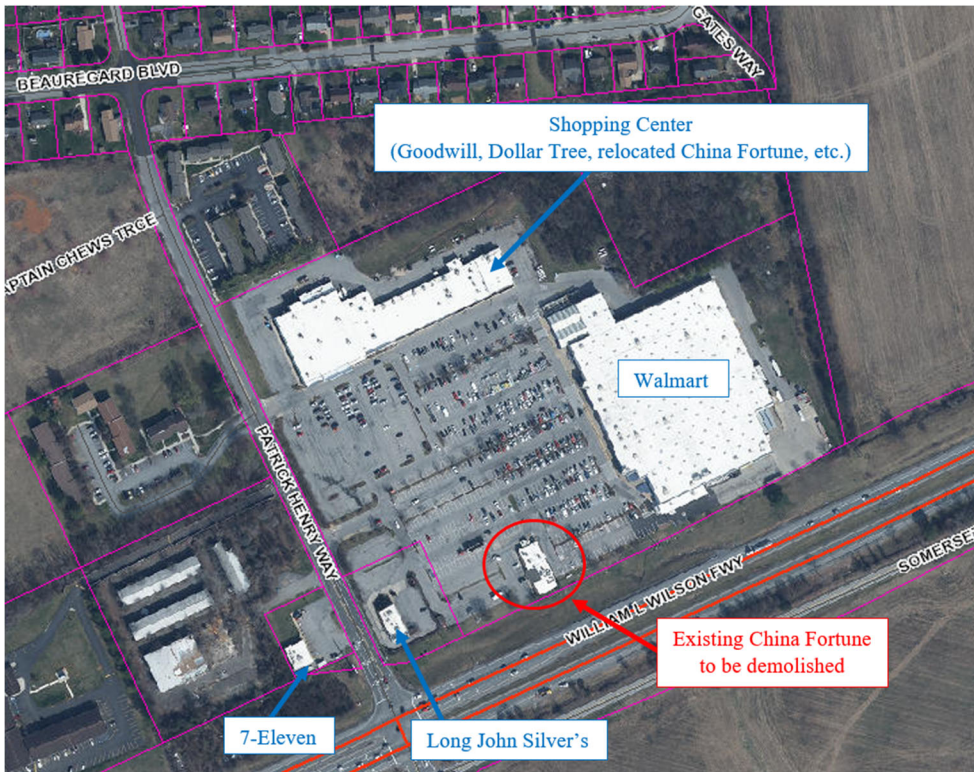 BEAUREGARD BLVD
GATES WAY
Shopping Center
(Goodwill, Dollar Tree, relocated China Fortune, etc.)
APTAIN CHEWS TRCE
Walmart
PATRICK HENRY WAY
WILLIAM L WILSON FWY
SOMERSET
Existing China Fortune
to be demolished
7-Eleven
Long John Silver's